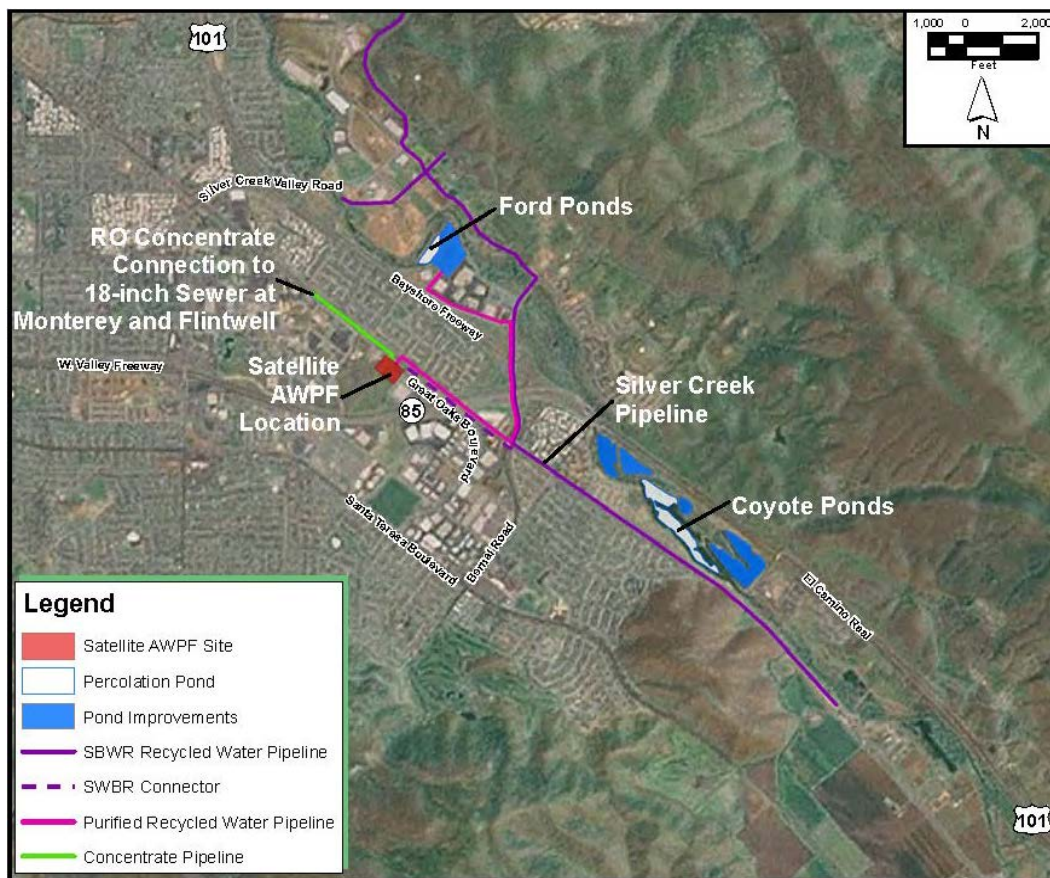 101
1,000 0 2,000
Feet
N
Silver Creek Valley Road
Ford Ponds
RO Concentrate
Connection to
18-inch Sewer at
Monterey and Flintwell
Bayshore Freeway
W. Valley Freeway
Satellite
AWPF
Location
85
Great Oaks Boulevard
Silver Creek
Pipeline
Coyote Ponds
Santa Teresa Boulevard
Bernal Road
El Camino Real
101
Legend
Satellite AWPF Site
Percolation Pond
Pond Improvements
SBWR Recycled Water Pipeline
SWBR Connector
Purified Recycled Water Pipeline
Concentrate Pipeline